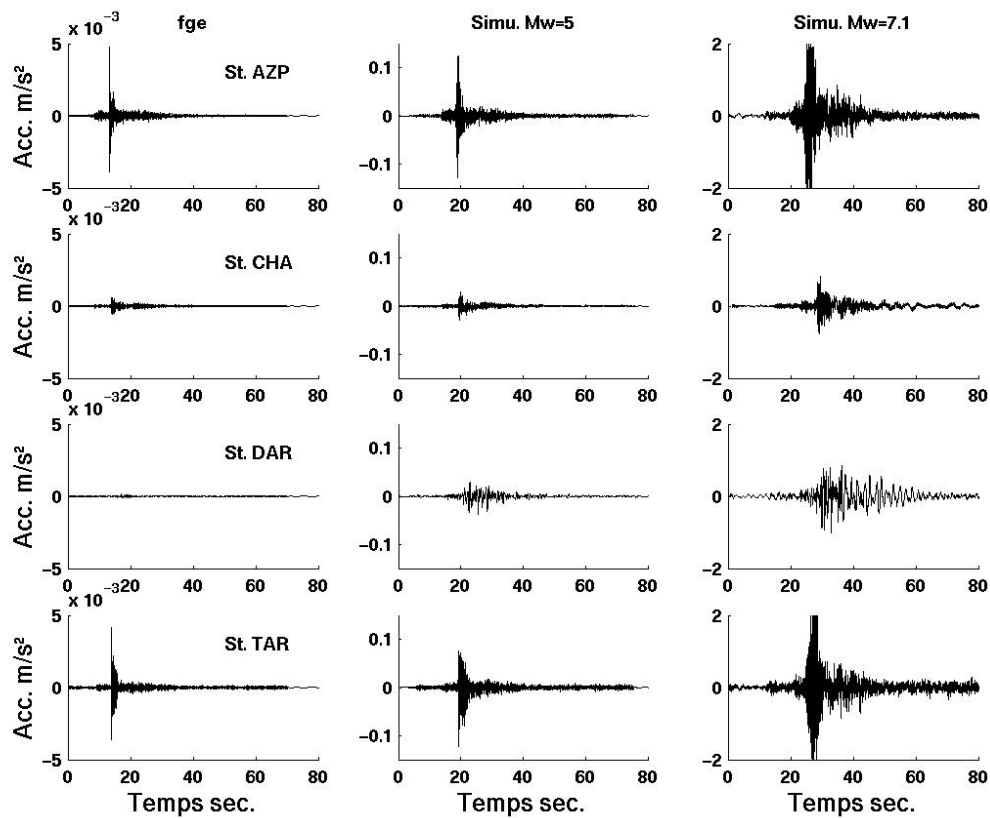 fge Simu. Mw=5 Simu. Mw=7.1
x 10⁻³
5 0.1 2
St. AZP
Acc. m/s² 0 0 0
−0.1
−5 −2
0 20 40 60 80 0 20 40 60 80 0 20 40 60 80
x 10⁻³
5 0.1 2
St. CHA
Acc. m/s² 0 0 0
−0.1
−5 −2
0 20 40 60 80 0 20 40 60 80 0 20 40 60 80
x 10⁻³
5 0.1 2
St. DAR
Acc. m/s² 0 0 0
−0.1
−5 −2
0 20 40 60 80 0 20 40 60 80 0 20 40 60 80
x 10⁻³
5 0.1 2
St. TAR
Acc. m/s² 0 0 0
−0.1
−5 −2
0 20 40 60 80 0 20 40 60 80 0 20 40 60 80
Temps sec. Temps sec. Temps sec.